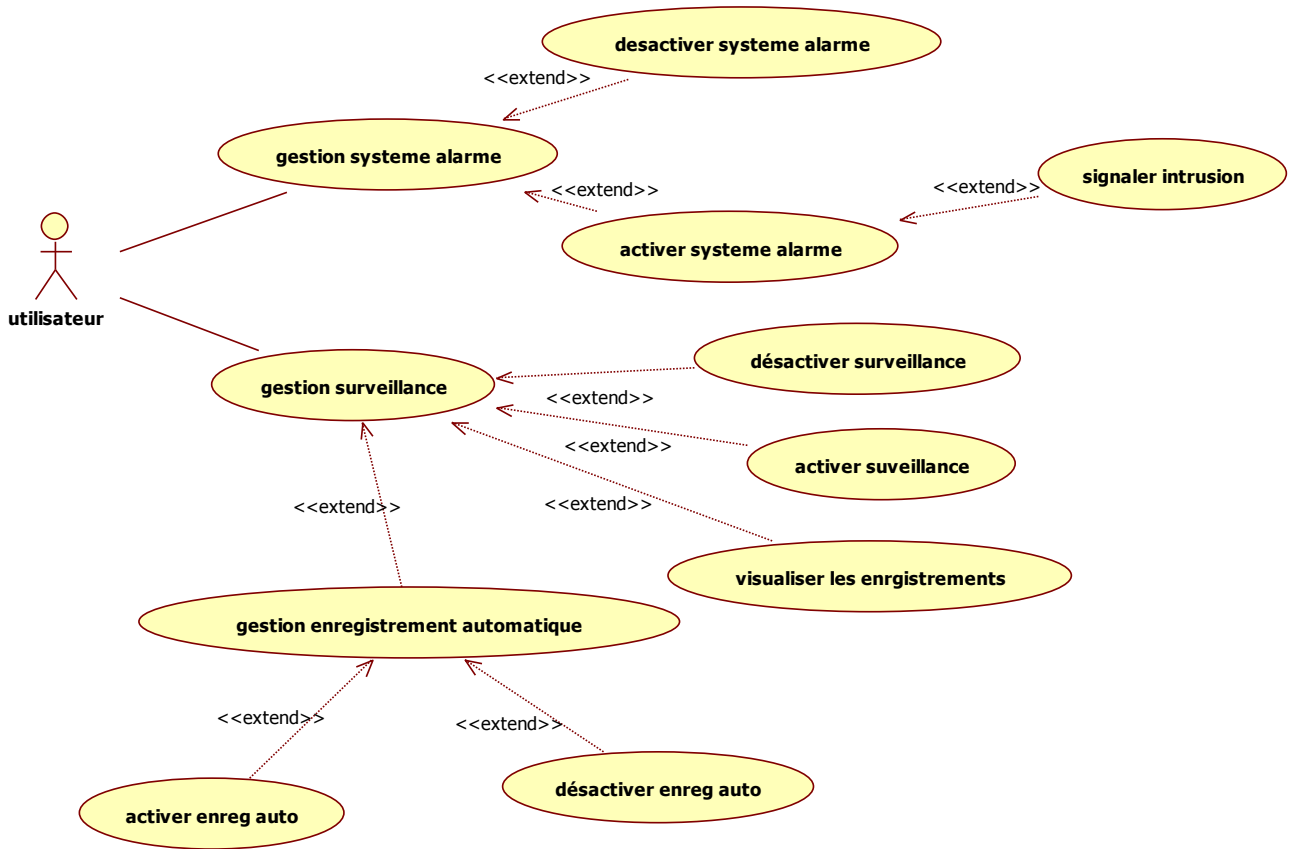 desactiver systeme alarme
<<extend>>
gestion systeme alarme
signaler intrusion
<<extend>>
<<extend>>
activer systeme alarme
utilisateur
désactiver surveillance
gestion surveillance
<<extend>>
<<extend>>
activer suveillance
<<extend>>
<<extend>>
visualiser les enrgistrements
gestion enregistrement automatique
<<extend>>
<<extend>>
désactiver enreg auto
activer enreg auto